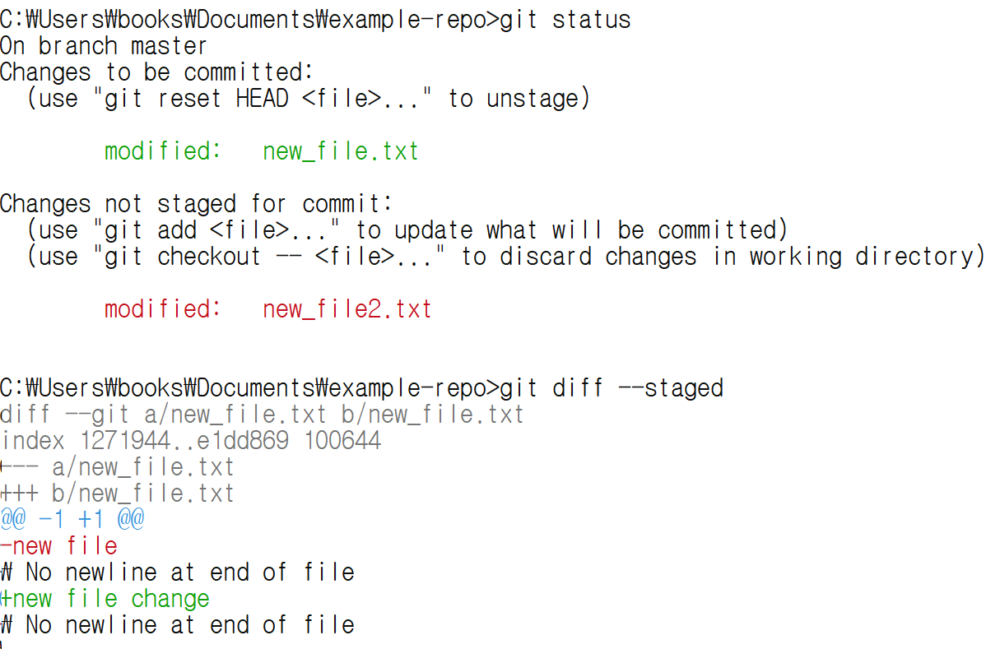 C:₩Users₩books₩Documents₩example-repo>git status
On branch master
Changes to be committed:
  (use "git reset HEAD <file>..." to unstage)
        modified:   new_file.txt
Changes not staged for commit:
  (use "git add <file>..." to update what will be committed)
  (use "git checkout -- <file>..." to discard changes in working directory)
        modified:   new_file2.txt
C:₩Users₩books₩Documents₩example-repo>git diff --staged
diff --git a/new_file.txt b/new_file.txt
index 1271944..e1dd869 100644
--- a/new_file.txt
+++ b/new_file.txt
@@ -1 +1 @@
-new file
₩ No newline at end of file
+new file change
₩ No newline at end of file